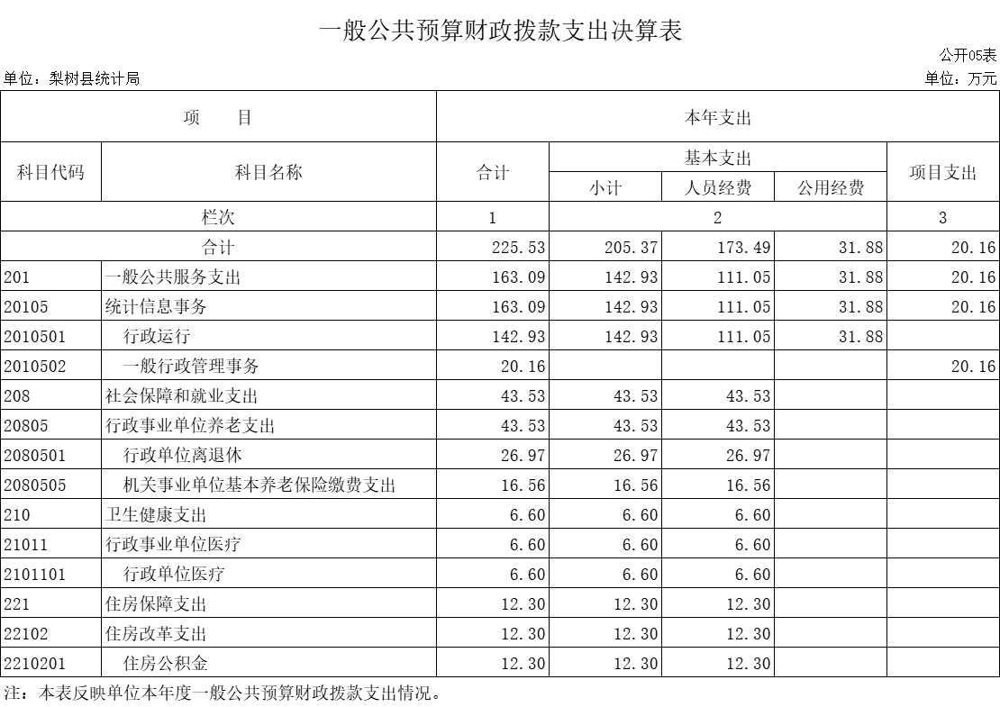 一般公共预算财政拨款支出决算表
公开05表
单位：梨树县统计局 单位：万元
项 目 本年支出
科目代码 科目名称 合计 基本支出 项目支出
小计 人员经费 公用经费
栏次 1 2 3
合计 225.53 205.37 173.49 31.88 20.16
201 一般公共服务支出 163.09 142.93 111.05 31.88 20.16
20105 统计信息事务 163.09 142.93 111.05 31.88 20.16
2010501 行政运行 142.93 142.93 111.05 31.88
2010502 一般行政管理事务 20.16 20.16
208 社会保障和就业支出 43.53 43.53 43.53
20805 行政事业单位养老支出 43.53 43.53 43.53
2080501 行政单位离退休 26.97 26.97 26.97
2080505 机关事业单位基本养老保险缴费支出 16.56 16.56 16.56
210 卫生健康支出 6.60 6.60 6.60
21011 行政事业单位医疗 6.60 6.60 6.60
2101101 行政单位医疗 6.60 6.60 6.60
221 住房保障支出 12.30 12.30 12.30
22102 住房改革支出 12.30 12.30 12.30
2210201 住房公积金 12.30 12.30 12.30
注：本表反映单位本年度一般公共预算财政拨款支出情况。